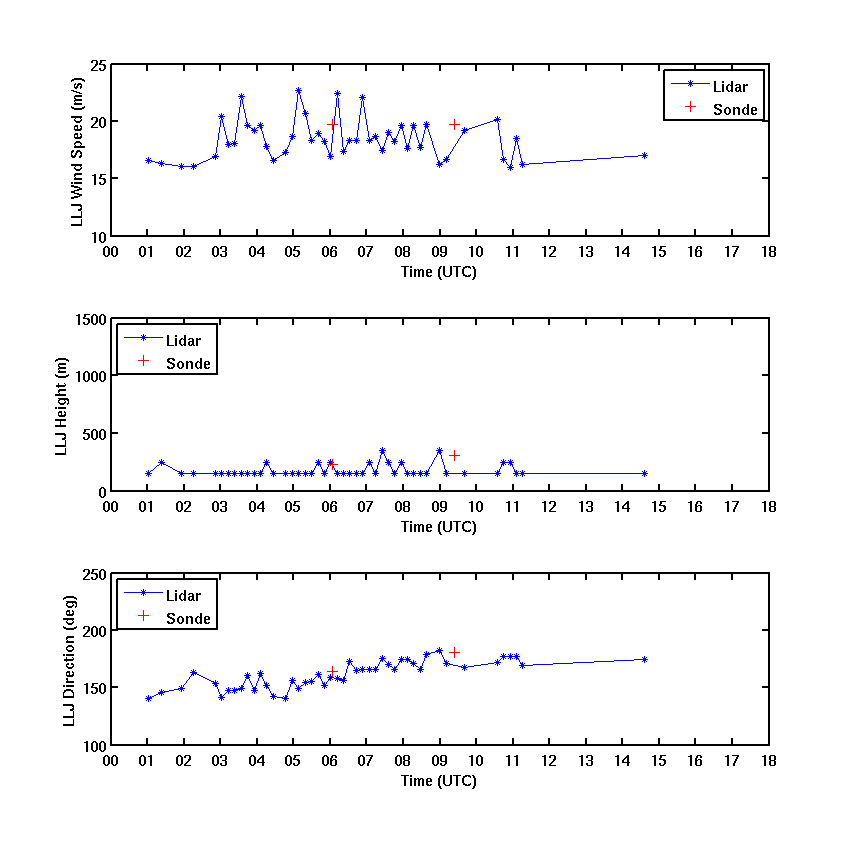 25
20
15
10
LLJ Wind Speed (m/s)
Lidar
Sonde
00 01 02 03 04 05 06 07 08 09 10 11 12 13 14 15 16 17 18
Time (UTC)
1500
1000
500
0
LLJ Height (m)
Lidar
Sonde
00 01 02 03 04 05 06 07 08 09 10 11 12 13 14 15 16 17 18
Time (UTC)
250
200
150
100
LLJ Direction (deg)
Lidar
Sonde
00 01 02 03 04 05 06 07 08 09 10 11 12 13 14 15 16 17 18
Time (UTC)